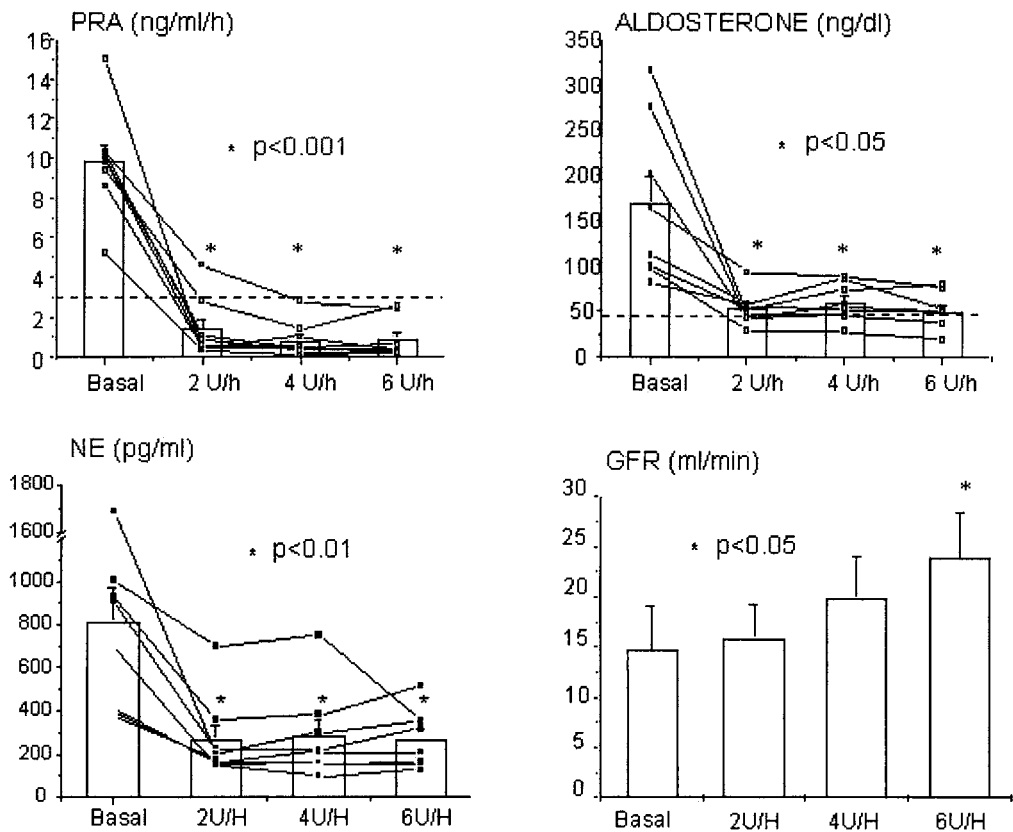 PRA (ng/ml/h)
16
14
12
10
8
6
4
2
0
* p<0.001
* * *
Basal 2 U/h 4 U/h 6 U/h
ALDOSTERONE (ng/dl)
350
300
250
200
150
100
50
0
* p<0.05
* * *
Basal 2 U/h 4 U/h 6 U/h
NE (pg/ml)
1800
1600
1000
800
600
400
200
0
* p<0.01
* * *
Basal 2U/H 4U/H 6U/H
GFR (ml/min)
30
25
20
15
10
5
0
* p<0.05
*
Basal 2U/H 4U/H 6U/H